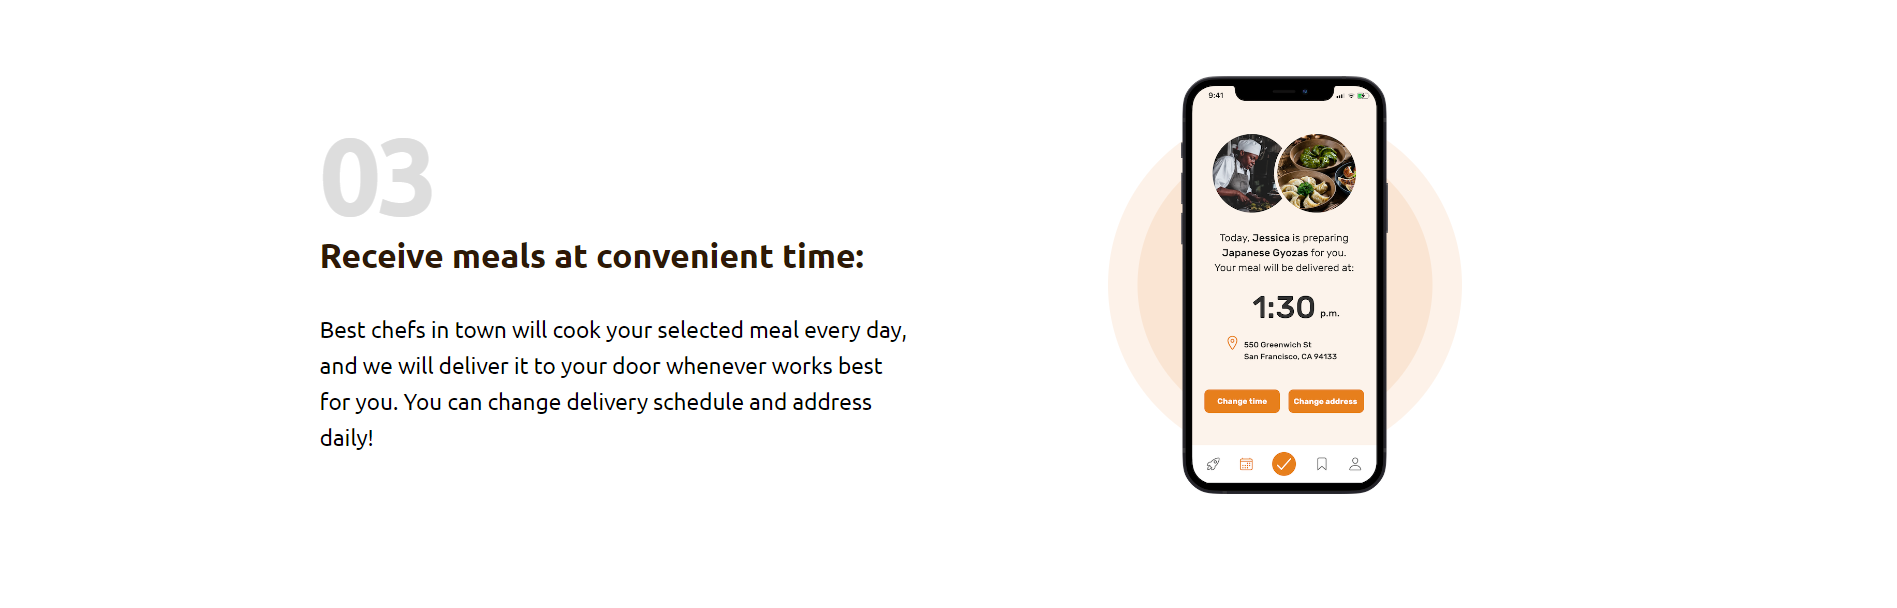 03
Receive meals at convenient time:
Best chefs in town will cook your selected meal every day,
and we will deliver it to your door whenever works best
for you. You can change delivery schedule and address
daily!
9:41
Today, Jessica is preparing
Japanese Gyozas for you.
Your meal will be delivered at:
1:30 p.m.
550 Greenwich St
San Francisco, CA 94133
Change time
Change address